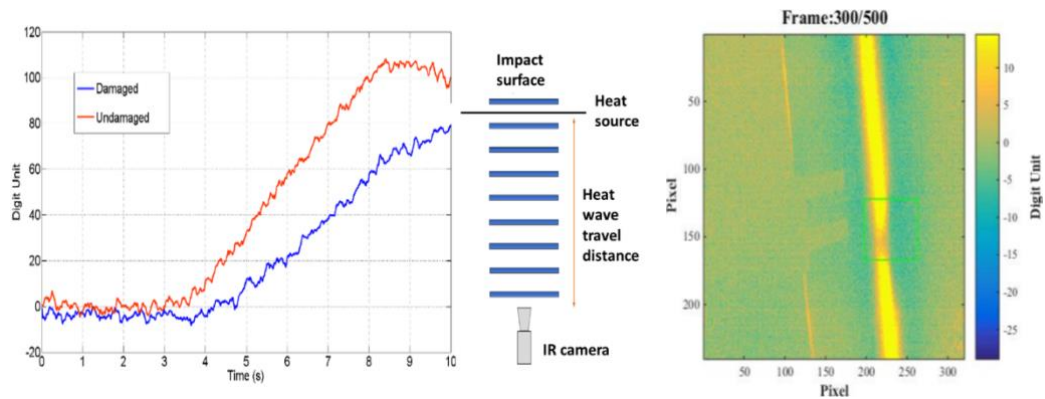 120
100
80
60
40
20
0
-20
Digit Unit
Damaged
Undamaged
0 1 2 3 4 5 6 7 8 9 10
Time (s)
Impact
surface
Heat
source
Heat
wave
travel
distance
IR camera
Frame:300/500
50
100
150
200
Pixel
50 100 150 200 250 300
Pixel
10
5
0
-5
-10
-15
-20
-25
Digit Unit